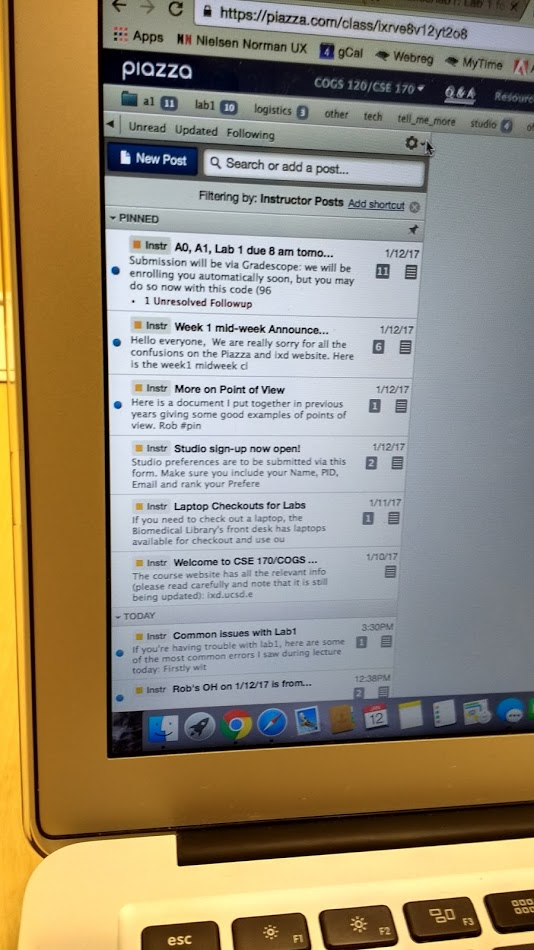 https://piazza.com/class/ixrve8v12yt2o8
Apps NN Nielsen Norman UX 4 gCal Webreg MyTime
piazza COGS 120/CSE 170 Q & A Resourc
a1 11 lab1 10 logistics 3 other tech tell_me_more studio 4
Unread Updated Following
New Post Search or add a post...
Filtering by: Instructor Posts Add shortcut
PINNED
Instr A0, A1, Lab 1 due 8 am tomo... 1/12/17
Submission will be via Gradescope: we will be
enrolling you automatically soon, but you may 11
do so now with this code (96
• 1 Unresolved Followup
Instr Week 1 mid-week Announce... 1/12/17
Hello everyone, We are really sorry for all the
confusions on the Piazza and ixd website. Here 6
is the week1 midweek cl
Instr More on Point of View 1/12/17
Here is a document I put together in previous
years giving some good examples of points of 1
view. Rob #pin
Instr Studio sign-up now open! 1/12/17
Studio preferences are to be submitted via this
form. Make sure you include your Name, PID, 2
Email and rank your Prefere
Instr Laptop Checkouts for Labs 1/11/17
If you need to check out a laptop, the
Biomedical Library's front desk has laptops 1
available for checkout and use ou
Instr Welcome to CSE 170/COGS ... 1/10/17
The course website has all the relevant info
(please read carefully and note that it is still
being updated): ixd.ucsd.e
TODAY
Instr Common issues with Lab1 3:30PM
If you're having trouble with lab1, here are some 1
of the most common errors I saw during lecture
today: Firstly wit
Instr Rob's OH on 1/12/17 is from... 12:38PM
2
12
esc F1 F2 F3